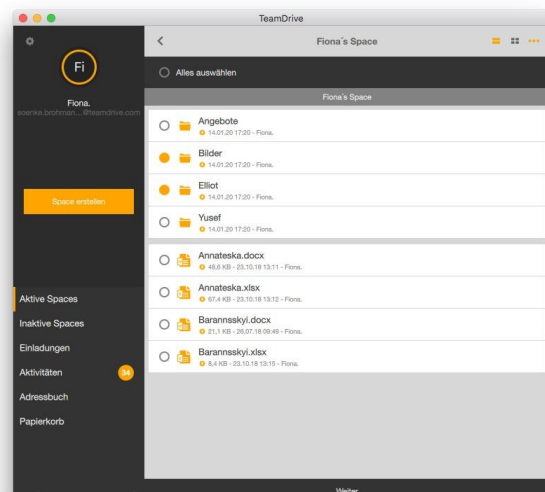 TeamDrive
Fi
Fiona.
soenke.brohman...@teamdrive.com
Space erstellen
Aktive Spaces
Inaktive Spaces
Einladungen
Aktivitäten 34
Adressbuch
Papierkorb
Fiona´s Space
Alles auswählen
Fiona´s Space
Angebote
14.01.20 17:20 - Fiona.
Bilder
14.01.20 17:20 - Fiona.
Elliot
14.01.20 17:20 - Fiona.
Yusef
14.01.20 17:20 - Fiona.
Annateska.docx
48,6 KB - 23.10.18 13:11 - Fiona.
Annateska.xlsx
67,4 KB - 23.10.18 13:12 - Fiona.
Barannsskyi.docx
21,1 KB - 26.07.18 09:49 - Fiona.
Barannsskyi.xlsx
8,4 KB - 23.10.18 13:15 - Fiona.
Weiter